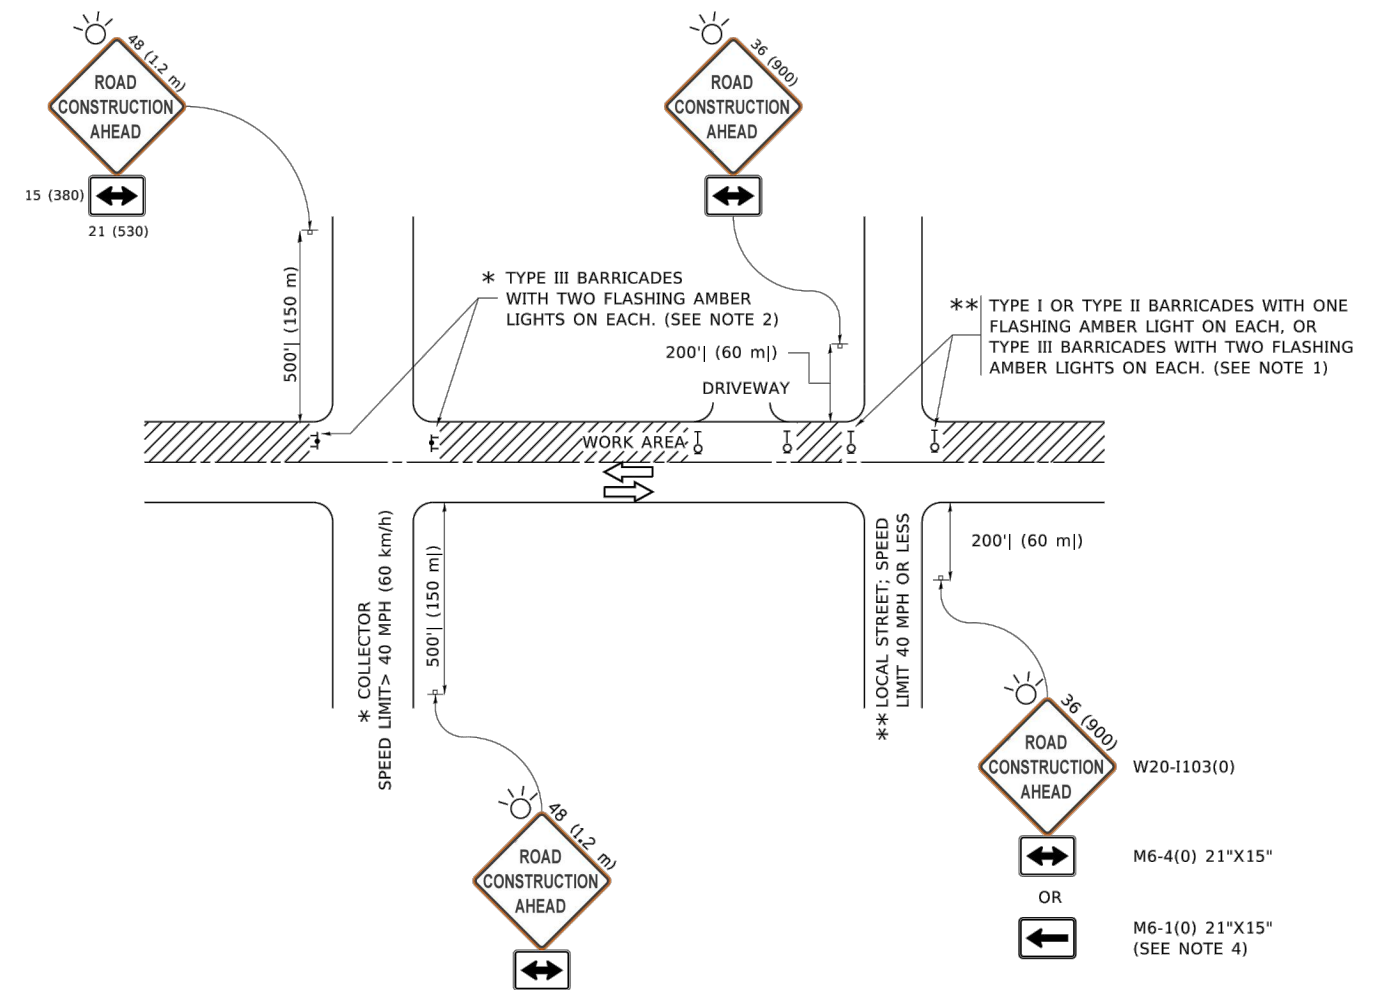 48 (1.2 m)
ROAD
CONSTRUCTION
AHEAD
15 (380)
21 (530)
36 (900)
ROAD
CONSTRUCTION
AHEAD
500'| (150 m)
* TYPE III BARRICADES
WITH TWO FLASHING AMBER
LIGHTS ON EACH. (SEE NOTE 2)
200'| (60 m|)
DRIVEWAY
** TYPE I OR TYPE II BARRICADES WITH ONE
FLASHING AMBER LIGHT ON EACH, OR
TYPE III BARRICADES WITH TWO FLASHING
AMBER LIGHTS ON EACH. (SEE NOTE 1)
WORK AREA
* COLLECTOR
SPEED LIMIT> 40 MPH (60 km/h)
500'| (150 m|)
** LOCAL STREET; SPEED
LIMIT 40 MPH OR LESS
200'| (60 m|)
48 (1.2 m)
ROAD
CONSTRUCTION
AHEAD
36 (900)
ROAD
CONSTRUCTION
AHEAD
W20-I103(0)
M6-4(0) 21"X15"
OR
M6-1(0) 21"X15"
(SEE NOTE 4)